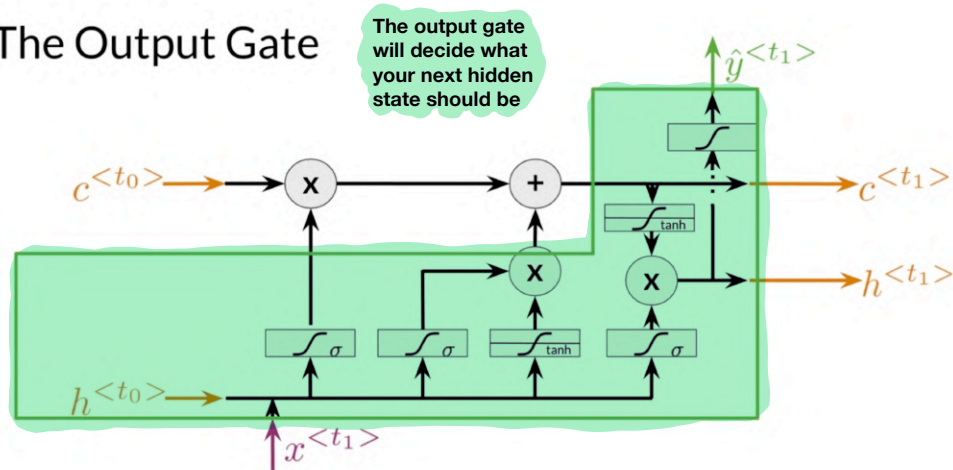 The Output Gate
The output gate
will decide what
your next hidden
state should be
ŷ<t₁>
c<t₀>
x
+
c<t₁>
tanh
x
x
h<t₁>
σ
σ
tanh
σ
h<t₀>
x<t₁>